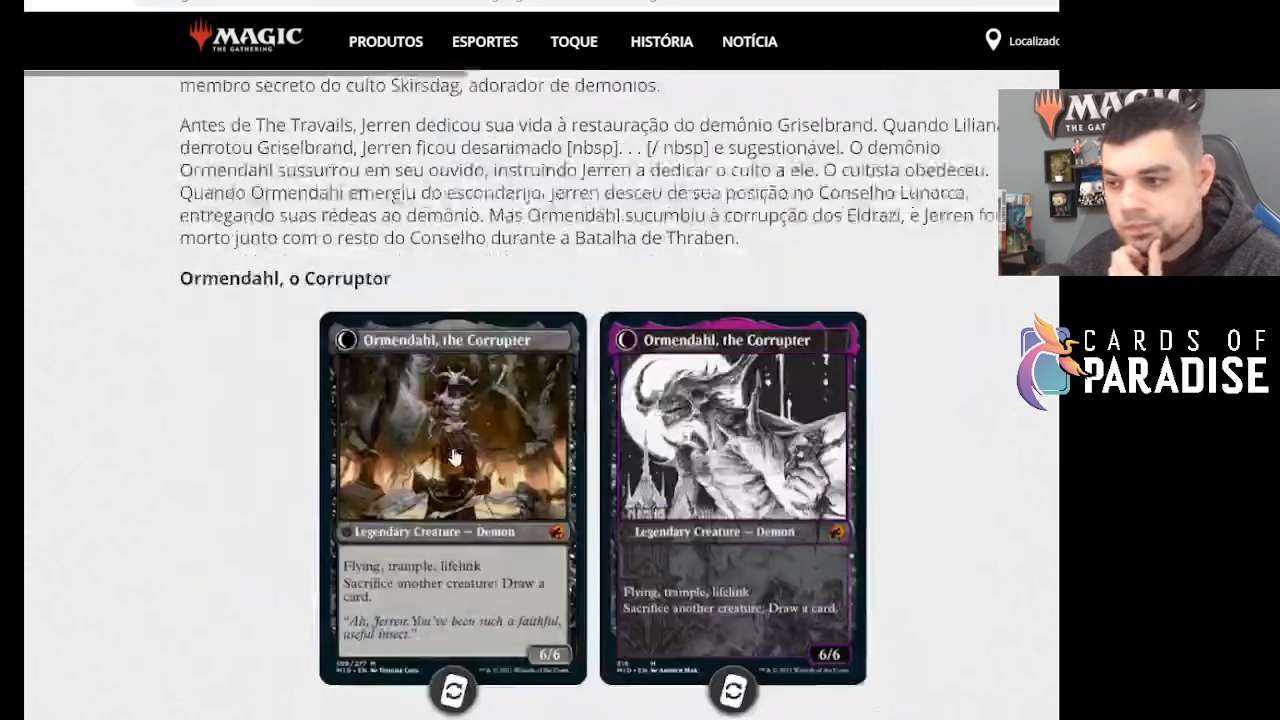 MAGIC
THE GATHERING
PRODUTOS
ESPORTES
TOQUE
HISTÓRIA
NOTÍCIA
Localizado
membro secreto do culto Skirsdag, adorador de demônios.
Antes de The Travails, Jerren dedicou sua vida à restauração do demônio Griselbrand. Quando Liliana
derrotou Griselbrand, Jerren ficou desanimado [nbsp]. . . [/ nbsp] e sugestionável. O demônio
Ormendahl sussurrou em seu ouvido, instruindo Jerren a dedicar o culto a ele. O cultista obedeceu.
Quando Ormendahl emergiu do esconderijo, Jerren desceu de sua posição no Conselho Lunarca,
entregando suas rédeas ao demônio. Mas Ormendahl sucumbiu à corrupção dos Eldrazi, e Jerren foi
morto junto com o resto do Conselho durante a Batalha de Thraben.
Ormendahl, o Corruptor
Ormendahl, the Corrupter
Legendary Creature — Demon
Flying, trample, lifelink
Sacrifice another creature: Draw a
card.
"Ah, Jerren. You've been such a faithful,
useful insect."
6/6
Ormendahl, the Corrupter
Legendary Creature — Demon
Flying, trample, lifelink
Sacrifice another creature: Draw a card.
6/6
MAGIC
THE GAT
CARDS OF
PARADISE